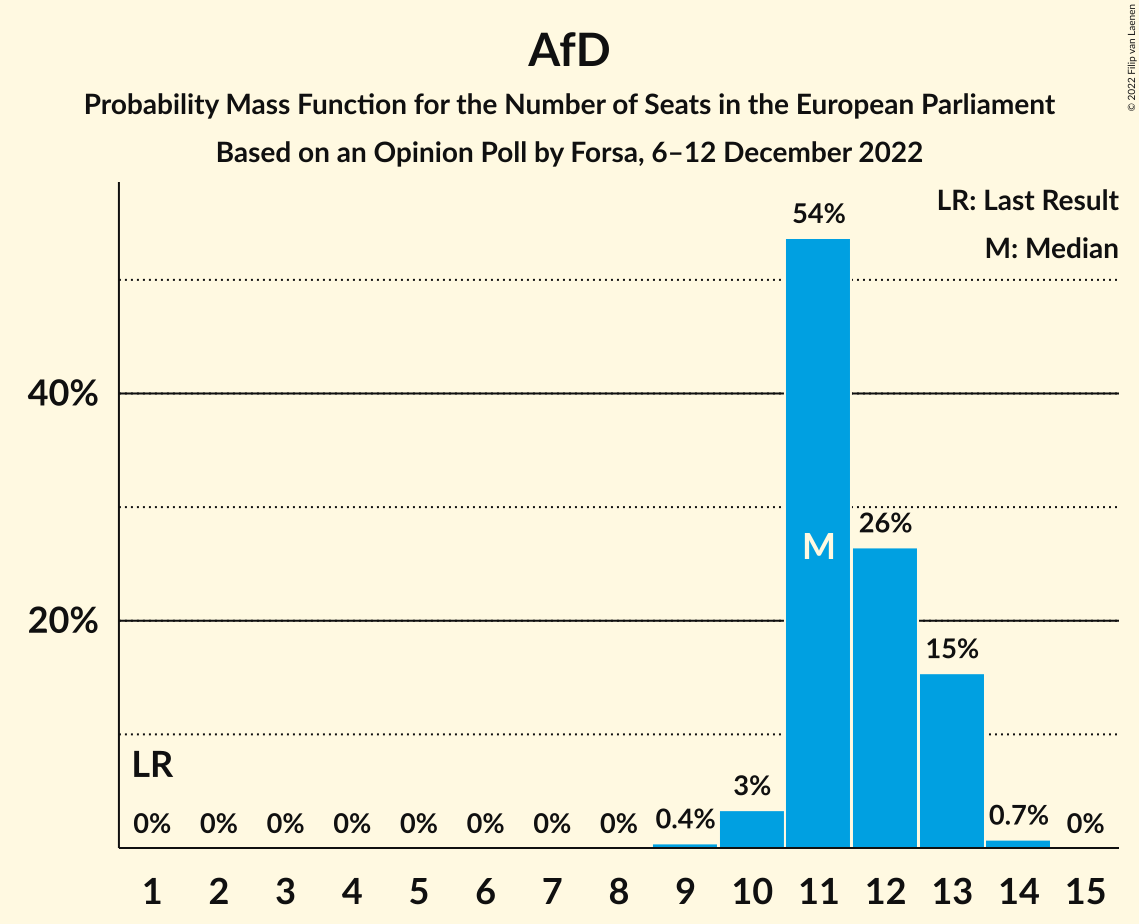 AfD
Probability Mass Function for the Number of Seats in the European Parliament
Based on an Opinion Poll by Forsa, 6–12 December 2022
© 2022 Filip van Laenen
LR: Last Result
M: Median
54%
40%
26%
M
20%
15%
LR
3%
0% 0% 0% 0% 0% 0% 0% 0% 0.4% 0.7% 0%
1 2 3 4 5 6 7 8 9 10 11 12 13 14 15